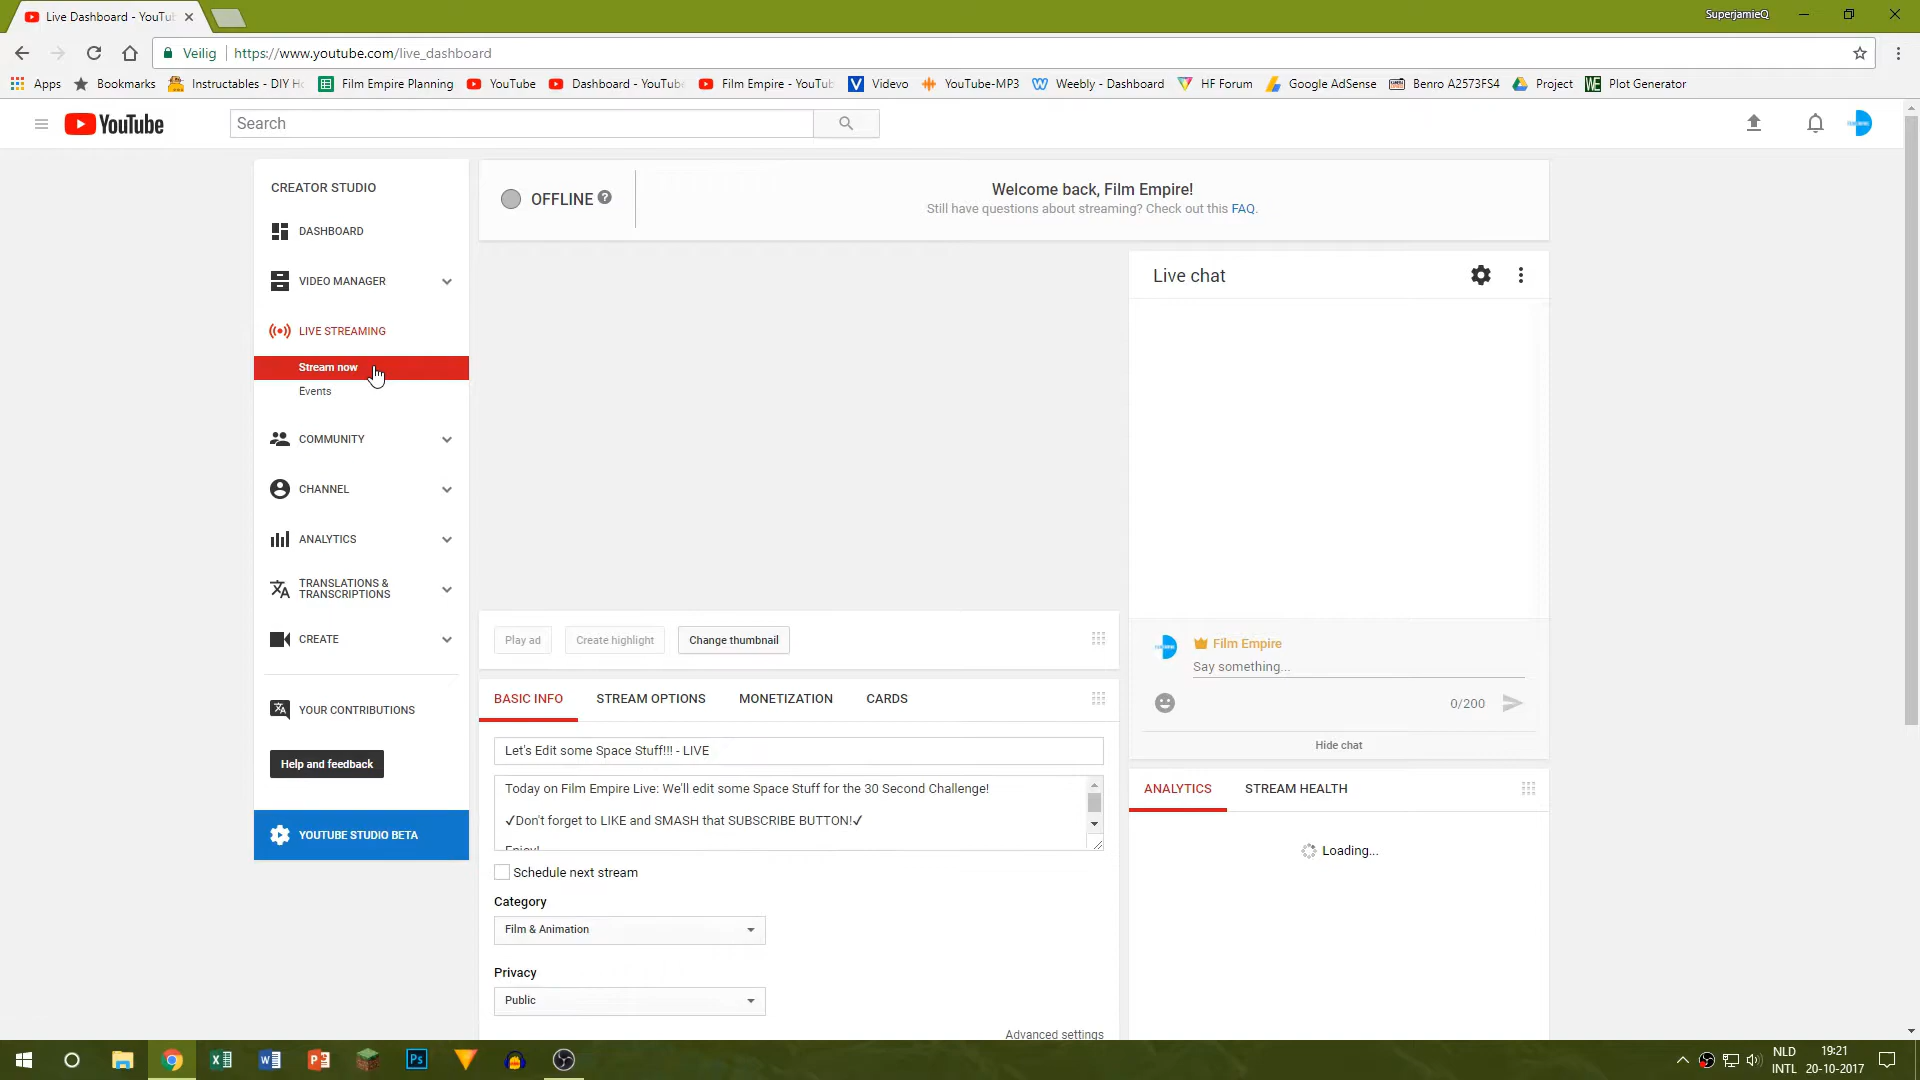 Live Dashboard - YouTu
SuperjamieQ
Veilig
https://www.youtube.com/live_dashboard
Apps
Bookmarks
Instructables - DIY Ho
Film Empire Planning
YouTube
Dashboard - YouTube
Film Empire - YouTub
Videvo
YouTube-MP3
Weebly - Dashboard
HF Forum
Google AdSense
Benro A2573FS4
Project
WE
Plot Generator
YouTube
Search
CREATOR STUDIO
DASHBOARD
VIDEO MANAGER
LIVE STREAMING
Stream now
Events
COMMUNITY
CHANNEL
ANALYTICS
TRANSLATIONS &
TRANSCRIPTIONS
CREATE
YOUR CONTRIBUTIONS
Help and feedback
YOUTUBE STUDIO BETA
OFFLINE ?
Welcome back, Film Empire!
Still have questions about streaming? Check out this FAQ.
Play ad
Create highlight
Change thumbnail
BASIC INFO
STREAM OPTIONS
MONETIZATION
CARDS
Let's Edit some Space Stuff!!! - LIVE
Today on Film Empire Live: We'll edit some Space Stuff for the 30 Second Challenge!
✓Don't forget to LIKE and SMASH that SUBSCRIBE BUTTON!✓
Enjoy!
Schedule next stream
Category
Film & Animation
Privacy
Public
Advanced settings
Live chat
Film Empire
Say something...
0/200
Hide chat
ANALYTICS
STREAM HEALTH
Loading...
Ps
NLD
INTL
19:21
20-10-2017